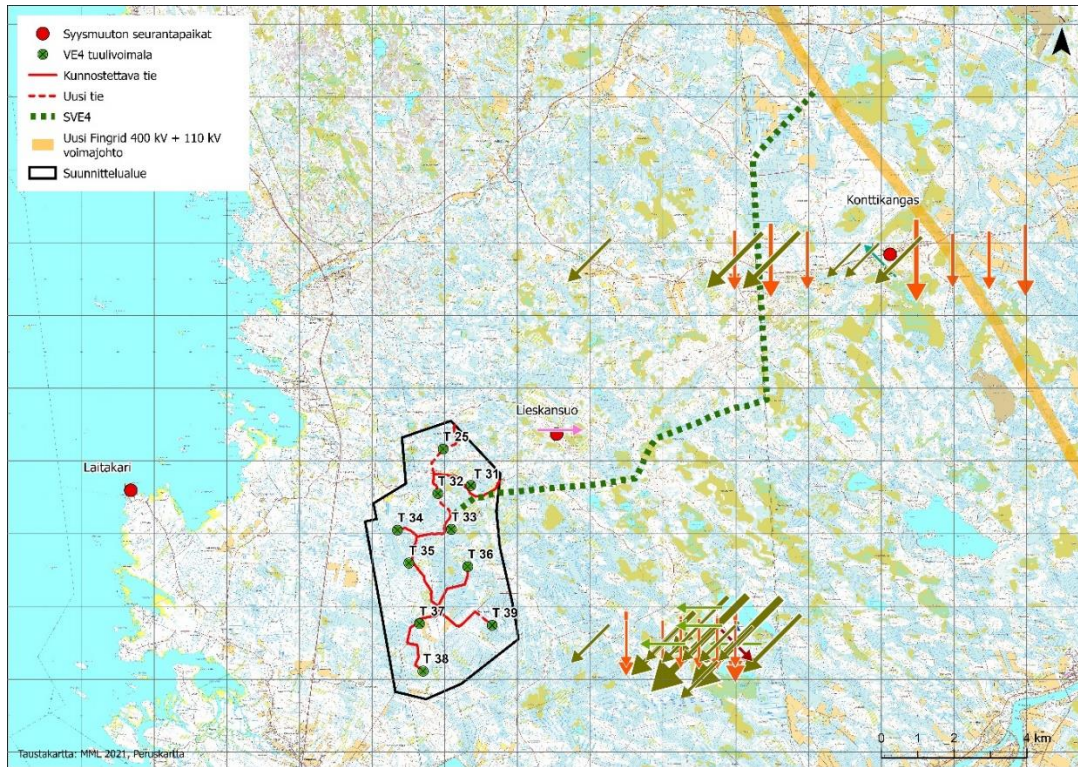 Syysmuuton seurantapaikat
VE4 tuulivoimala
Kunnostettava tie
Uusi tie
SVE4
Uusi Fingrid 400 kV + 110 kV
voimajohto
Suunnittelualue
Konttikangas
Lieskansuo
Laitakari
T 25
T 31
T 32
T 34
T 33
T 35
T 36
T 37
T 39
T 38
Taustakartta: MML 2021, Peruskartta
0 2 4 km